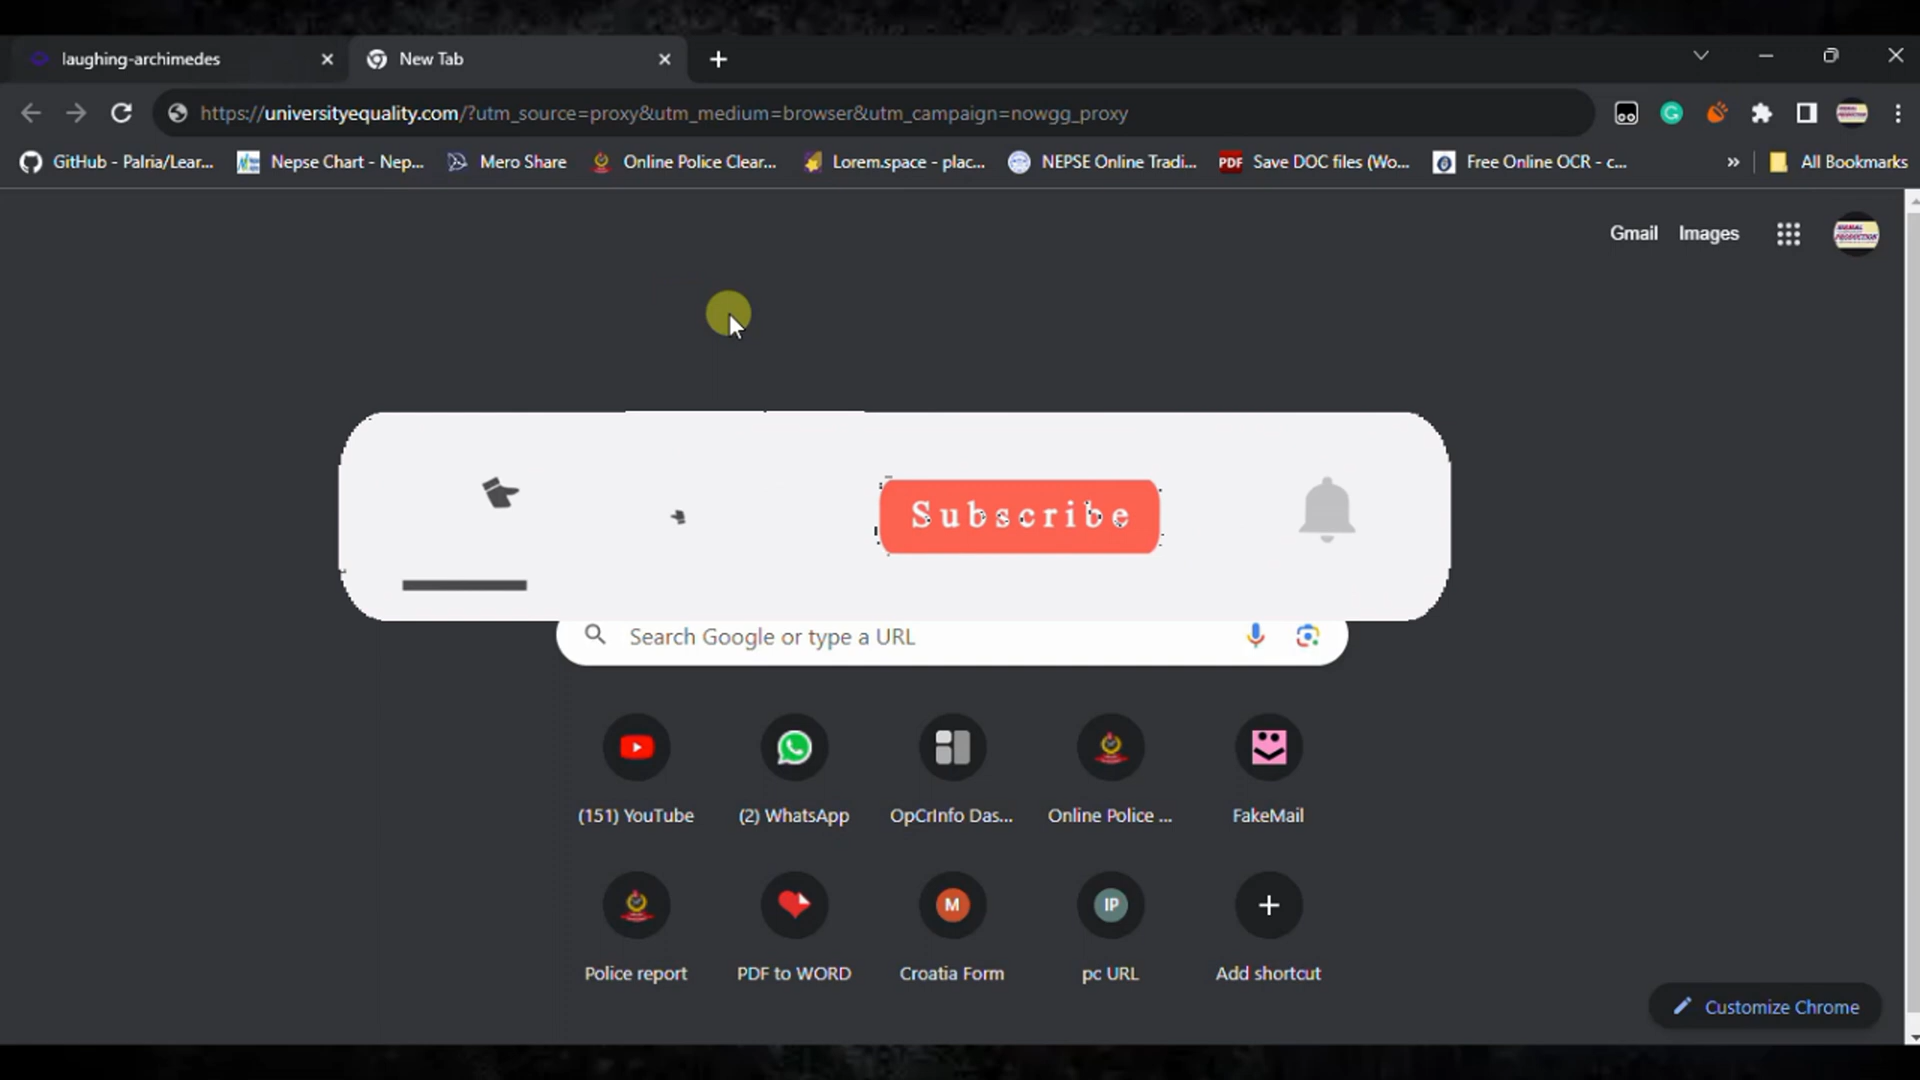 laughing-archimedes
New Tab
https://universityequality.com/?utm_source=proxy&utm_medium=browser&utm_campaign=nowgg_proxy
GitHub - Palria/Lear... Nepse Chart - Nep... Mero Share Online Police Clear... Lorem.space - plac... NEPSE Online Tradi... PDF Save DOC files (Wo... Free Online OCR - c... » All Bookmarks
Gmail Images
Subscribe
Search Google or type a URL
(151) YouTube (2) WhatsApp OpCrInfo Das... Online Police ... FakeMail
M IP
Police report PDF to WORD Croatia Form pc URL Add shortcut
Customize Chrome